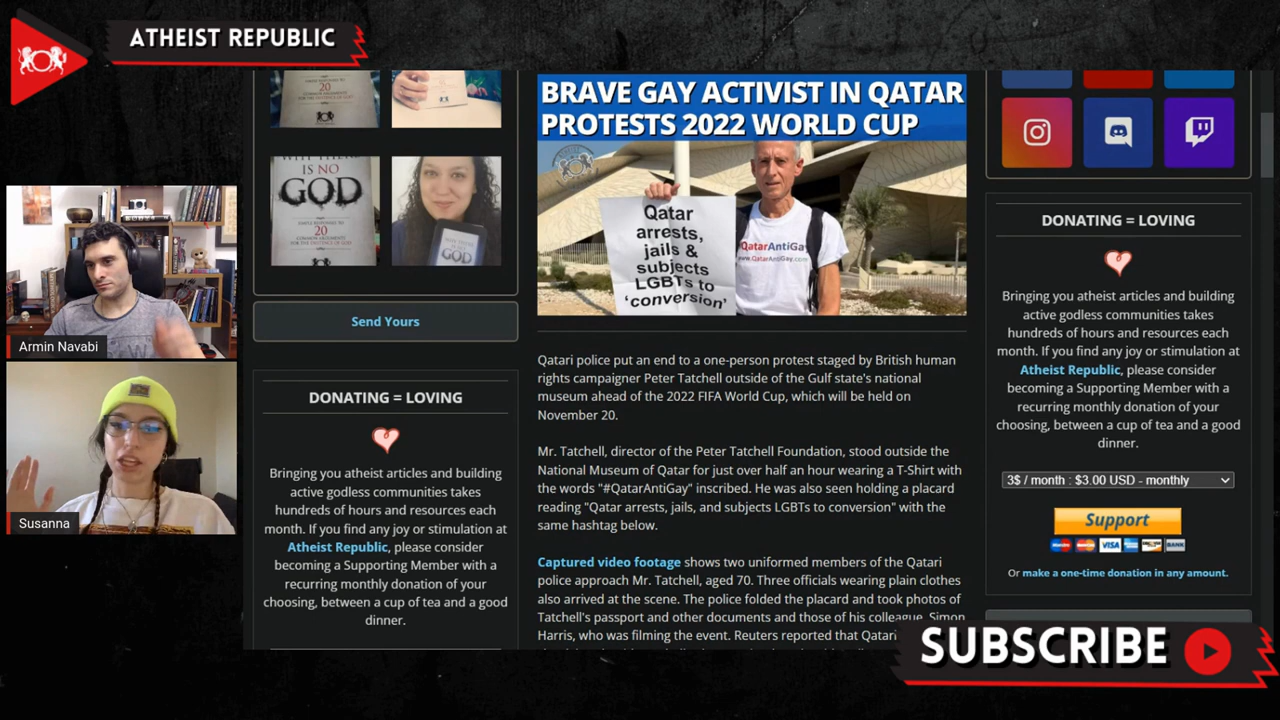 ATHEIST REPUBLIC
Armin Navabi
Susanna
20
IS NO
GOD
20
GOD
Send Yours
DONATING = LOVING
Bringing you atheist articles and building
active godless communities takes
hundreds of hours and resources each
month. If you find any joy or stimulation at
Atheist Republic, please consider
becoming a Supporting Member with a
recurring monthly donation of your
choosing, between a cup of tea and a good
dinner.
BRAVE GAY ACTIVIST IN QATAR
PROTESTS 2022 WORLD CUP
Qatar
arrests,
jails &
subjects
LGBTs to
'conversion'
QatarAntiGay
www.QatarAntiGay.com
Qatari police put an end to a one-person protest staged by British human
rights campaigner Peter Tatchell outside of the Gulf state's national
museum ahead of the 2022 FIFA World Cup, which will be held on
November 20.
Mr. Tatchell, director of the Peter Tatchell Foundation, stood outside the
National Museum of Qatar for just over half an hour wearing a T-Shirt with
the words "#QatarAntiGay" inscribed. He was also seen holding a placard
reading "Qatar arrests, jails, and subjects LGBTs to conversion" with the
same hashtag below.
Captured video footage shows two uniformed members of the Qatari
police approach Mr. Tatchell, aged 70. Three officials wearing plain clothes
also arrived at the scene. The police folded the placard and took photos of
Tatchell's passport and other documents and those of his colleague, Simon
Harris, who was filming the event. Reuters reported that Qatari
DONATING = LOVING
Bringing you atheist articles and building
active godless communities takes
hundreds of hours and resources each
month. If you find any joy or stimulation at
Atheist Republic, please consider
becoming a Supporting Member with a
recurring monthly donation of your
choosing, between a cup of tea and a good
dinner.
3$ / month : $3.00 USD - monthly
Support
VISA
BANK
Or make a one-time donation in any amount.
SUBSCRIBE